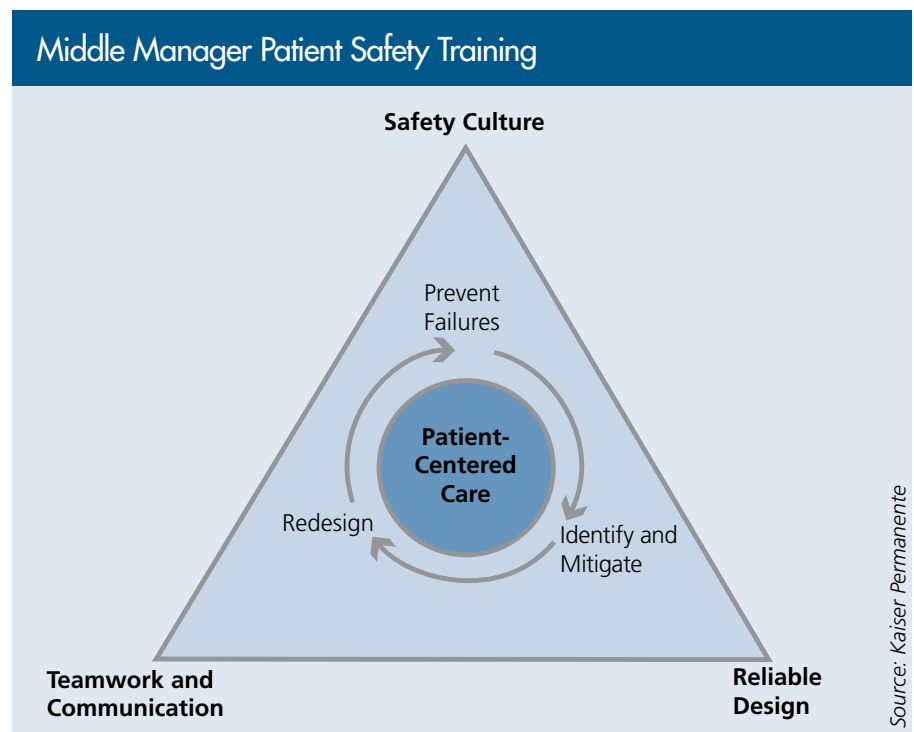 Middle Manager Patient Safety Training
Safety Culture
Prevent
Failures
Patient-
Centered
Care
Redesign
Identify and
Mitigate
Teamwork and
Communication
Reliable
Design
Source: Kaiser Permanente